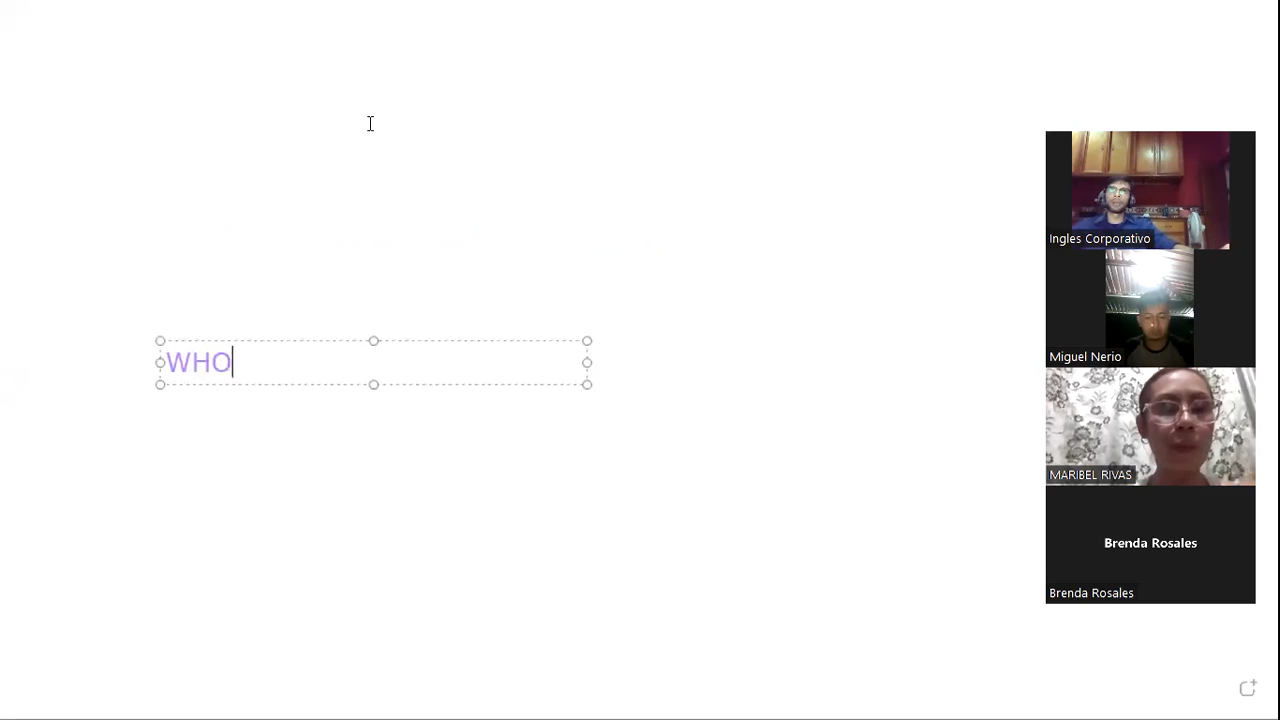 WHO
Ingles Corporativo
Miguel Nerio
MARIBEL RIVAS
Brenda Rosales
Brenda Rosales